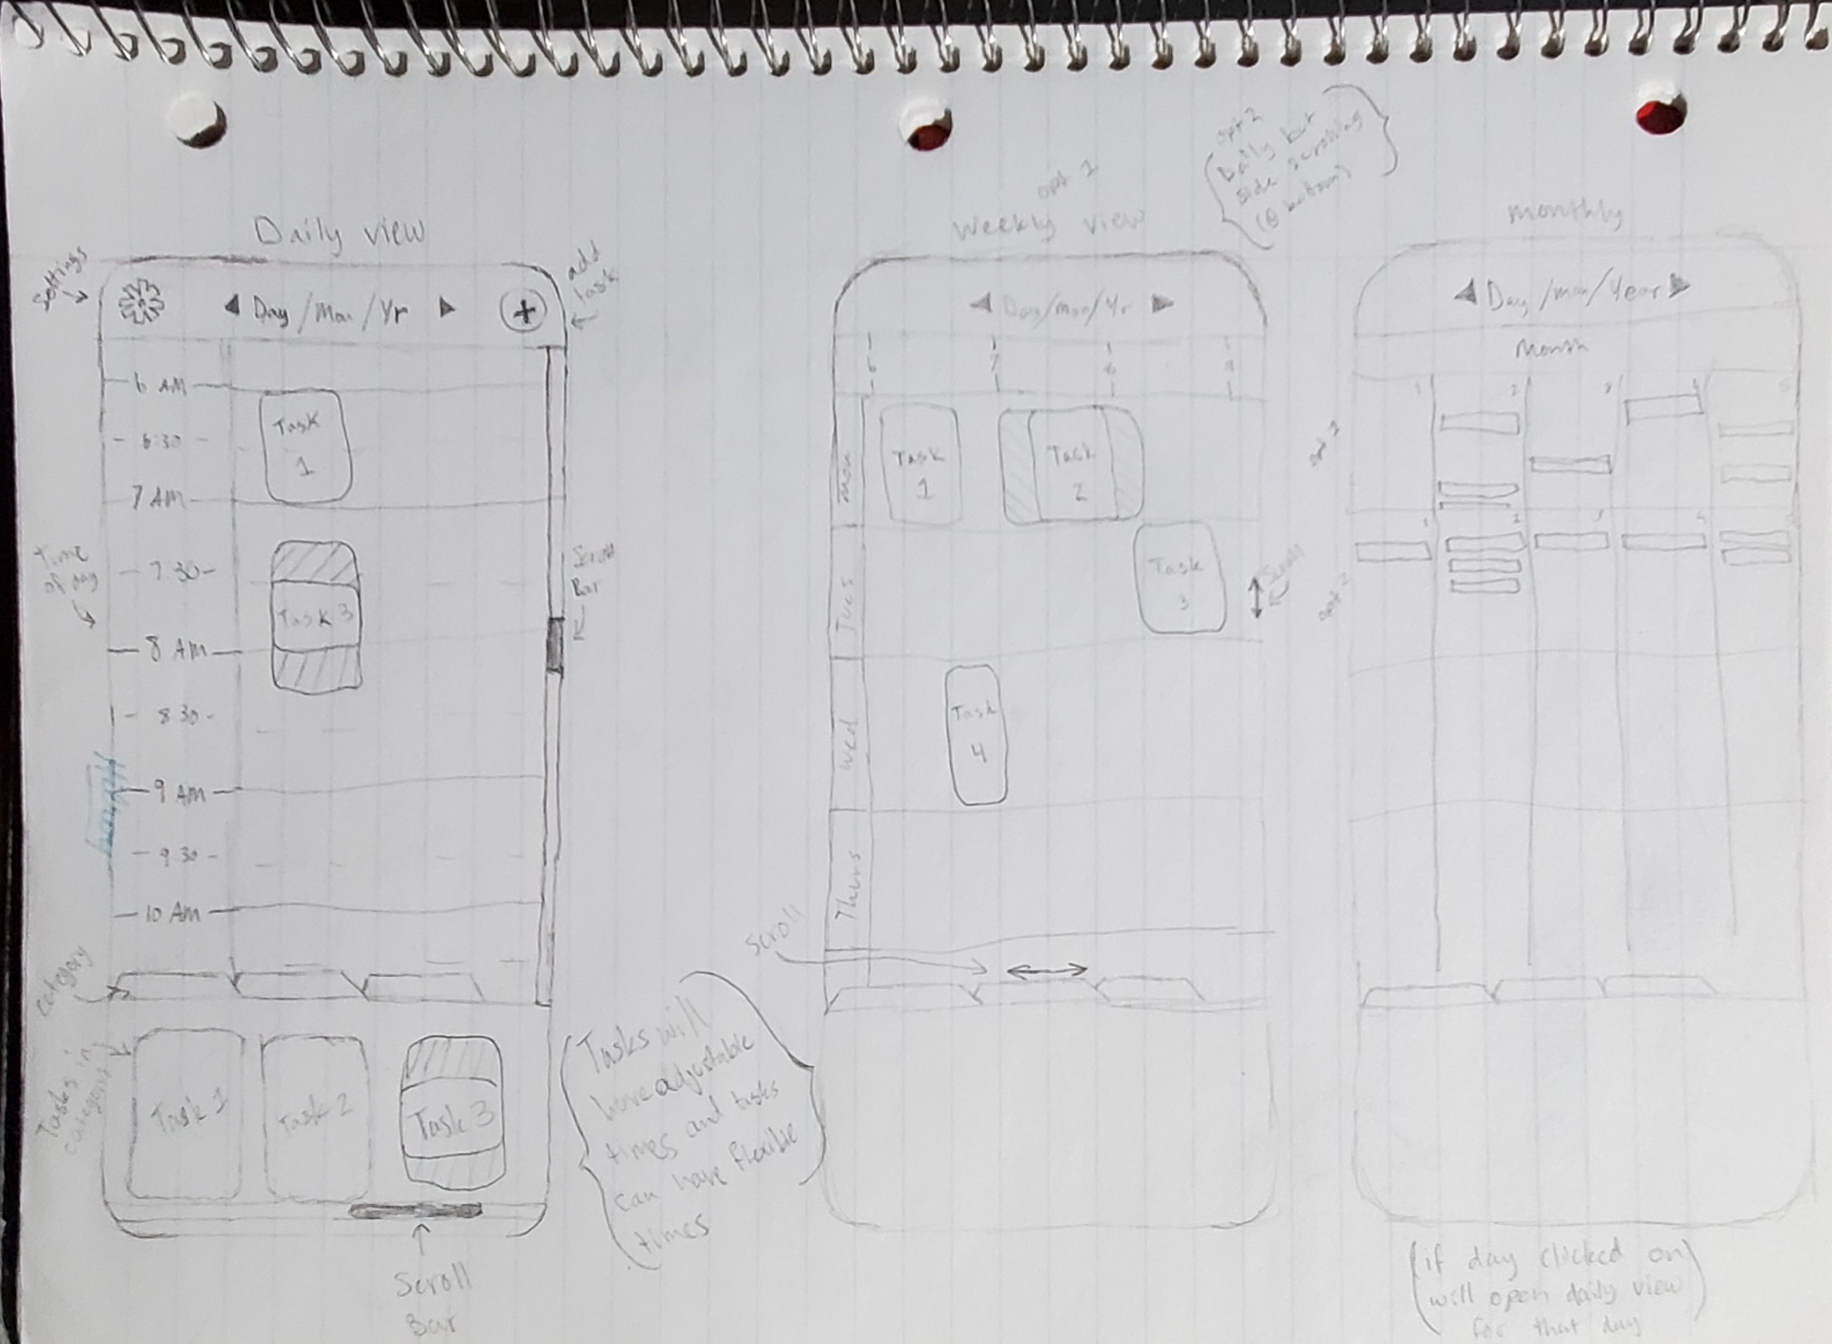 Daily view
Settings
add
task
Day / Mon / Yr
+
6 AM
6:30
7 AM
7:30
8 AM
8:30
9 AM
9:30
10 AM
Task
1
Task 3
Time
of day
Scroll
Bar
category
Tasks in
category
Task 1
Task 2
Task 3
Scroll
Bar
Tasks will
have adjustable
times and tasks
can have flexible
times
opt 1
Weekly view
opt 2
Daily but
side scrolling
(@ bottom)
Day/mon/Yr
6
7
8
9
Mon
Tues
Wed
Thurs
Task
1
Task
2
Task
3
Task
4
Scroll
Scroll
monthly
Day /mon/Year
Month
1
2
3
4
5
opt 1
1
2
3
opt 2
(if day clicked on
will open daily view
for that day